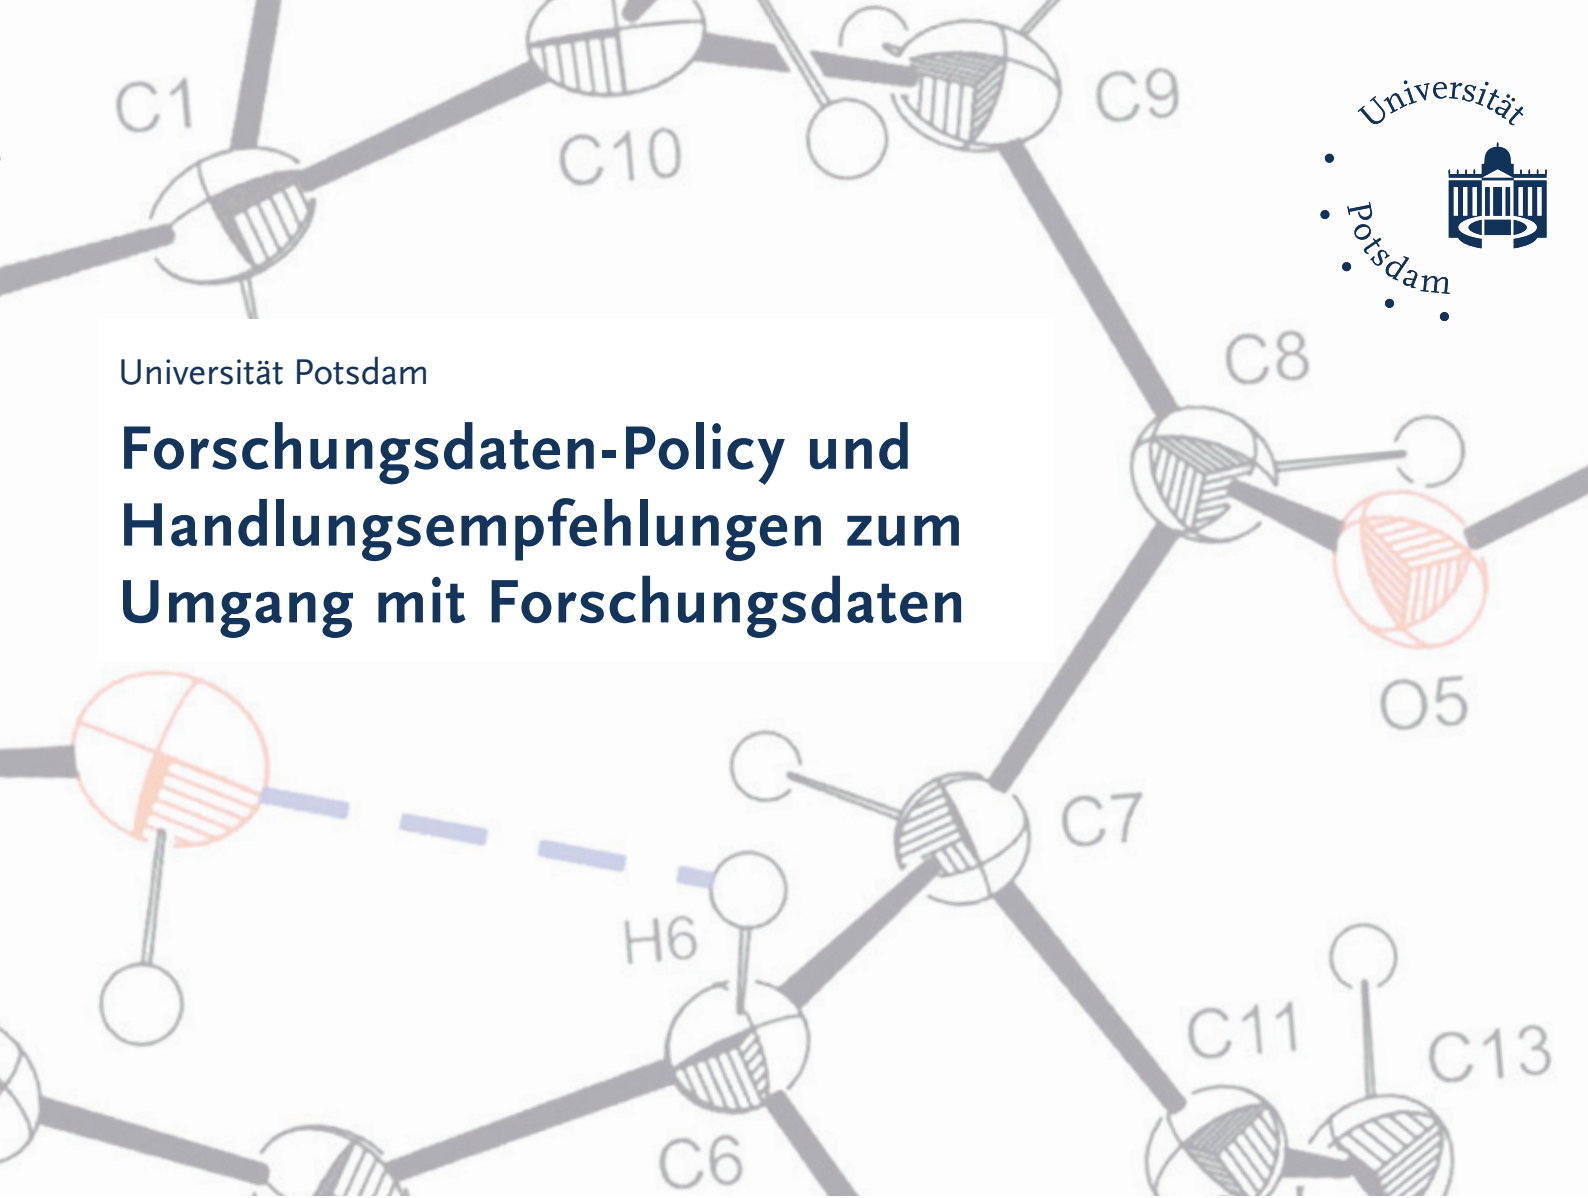 C1
C10
C9
Universität
Potsdam
C8
Universität Potsdam
Forschungsdaten-Policy und
Handlungsempfehlungen zum
Umgang mit Forschungsdaten
O5
C7
H6
C11
C13
C6